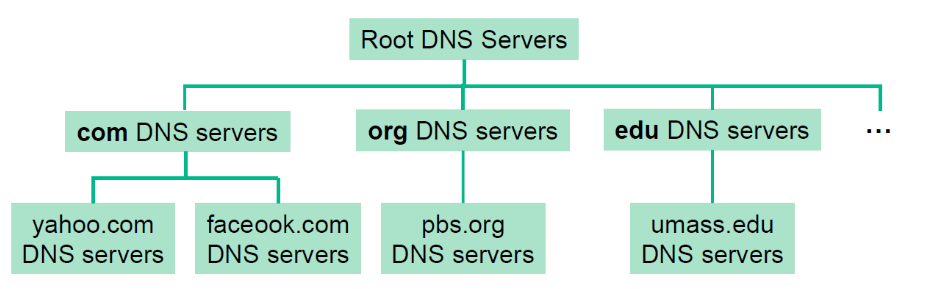 Root DNS Servers
com DNS servers
org DNS servers
edu DNS servers
...
yahoo.com
DNS servers
faceook.com
DNS servers
pbs.org
DNS servers
umass.edu
DNS servers